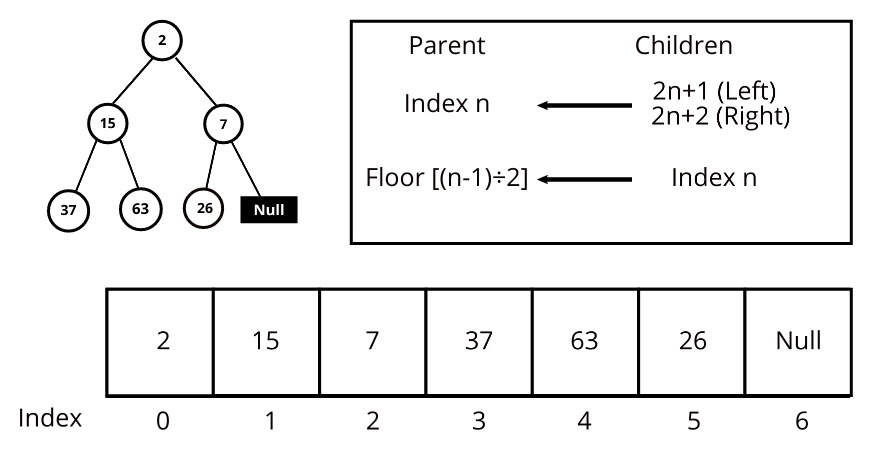 2
15
7
37
63
26
Null
Parent
Children
Index n
2n+1 (Left)
2n+2 (Right)
Floor [(n-1)÷2]
Index n
2 15 7 37 63 26 Null
Index 0 1 2 3 4 5 6